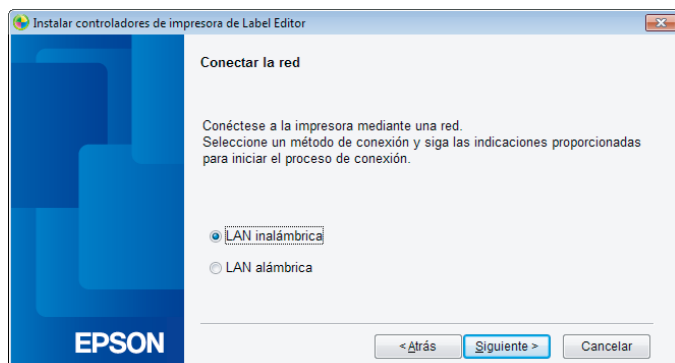 Instalar controladores de impresora de Label Editor
Conectar la red
Conéctese a la impresora mediante una red.
Seleccione un método de conexión y siga las indicaciones proporcionadas
para iniciar el proceso de conexión.
LAN inalámbrica
LAN alámbrica
EPSON
< Atrás
Siguiente >
Cancelar